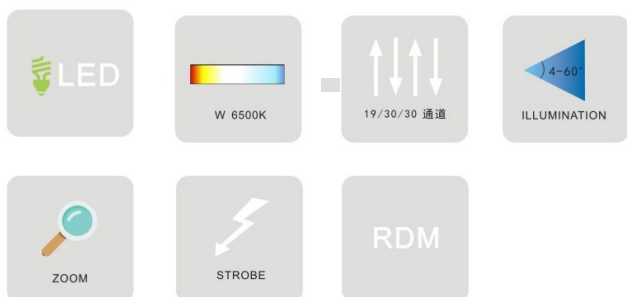 LED
W 6500K
19/30/30 通道
4-60°
ILLUMINATION
ZOOM
STROBE
RDM